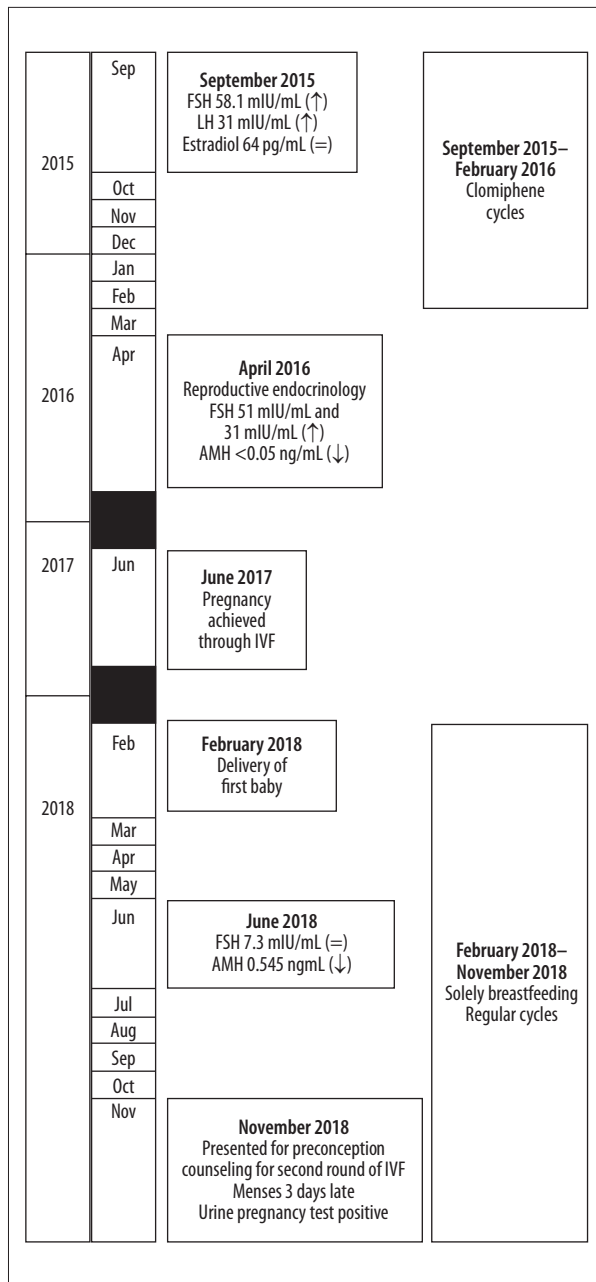 2015
Sep
Oct
Nov
Dec
September 2015
FSH 58.1 mIU/mL (↑)
LH 31 mIU/mL (↑)
Estradiol 64 pg/mL (=)
September 2015–
February 2016
Clomiphene
cycles
2016
Jan
Feb
Mar
Apr
April 2016
Reproductive endocrinology
FSH 51 mIU/mL and
31 mIU/mL (↑)
AMH <0.05 ng/mL (↓)
2017
Jun
June 2017
Pregnancy
achieved
through IVF
2018
Feb
Mar
Apr
May
Jun
Jul
Aug
Sep
Oct
Nov
February 2018
Delivery of
first baby
June 2018
FSH 7.3 mIU/mL (=)
AMH 0.545 ngmL (↓)
February 2018–
November 2018
Solely breastfeeding
Regular cycles
November 2018
Presented for preconception
counseling for second round of IVF
Menses 3 days late
Urine pregnancy test positive